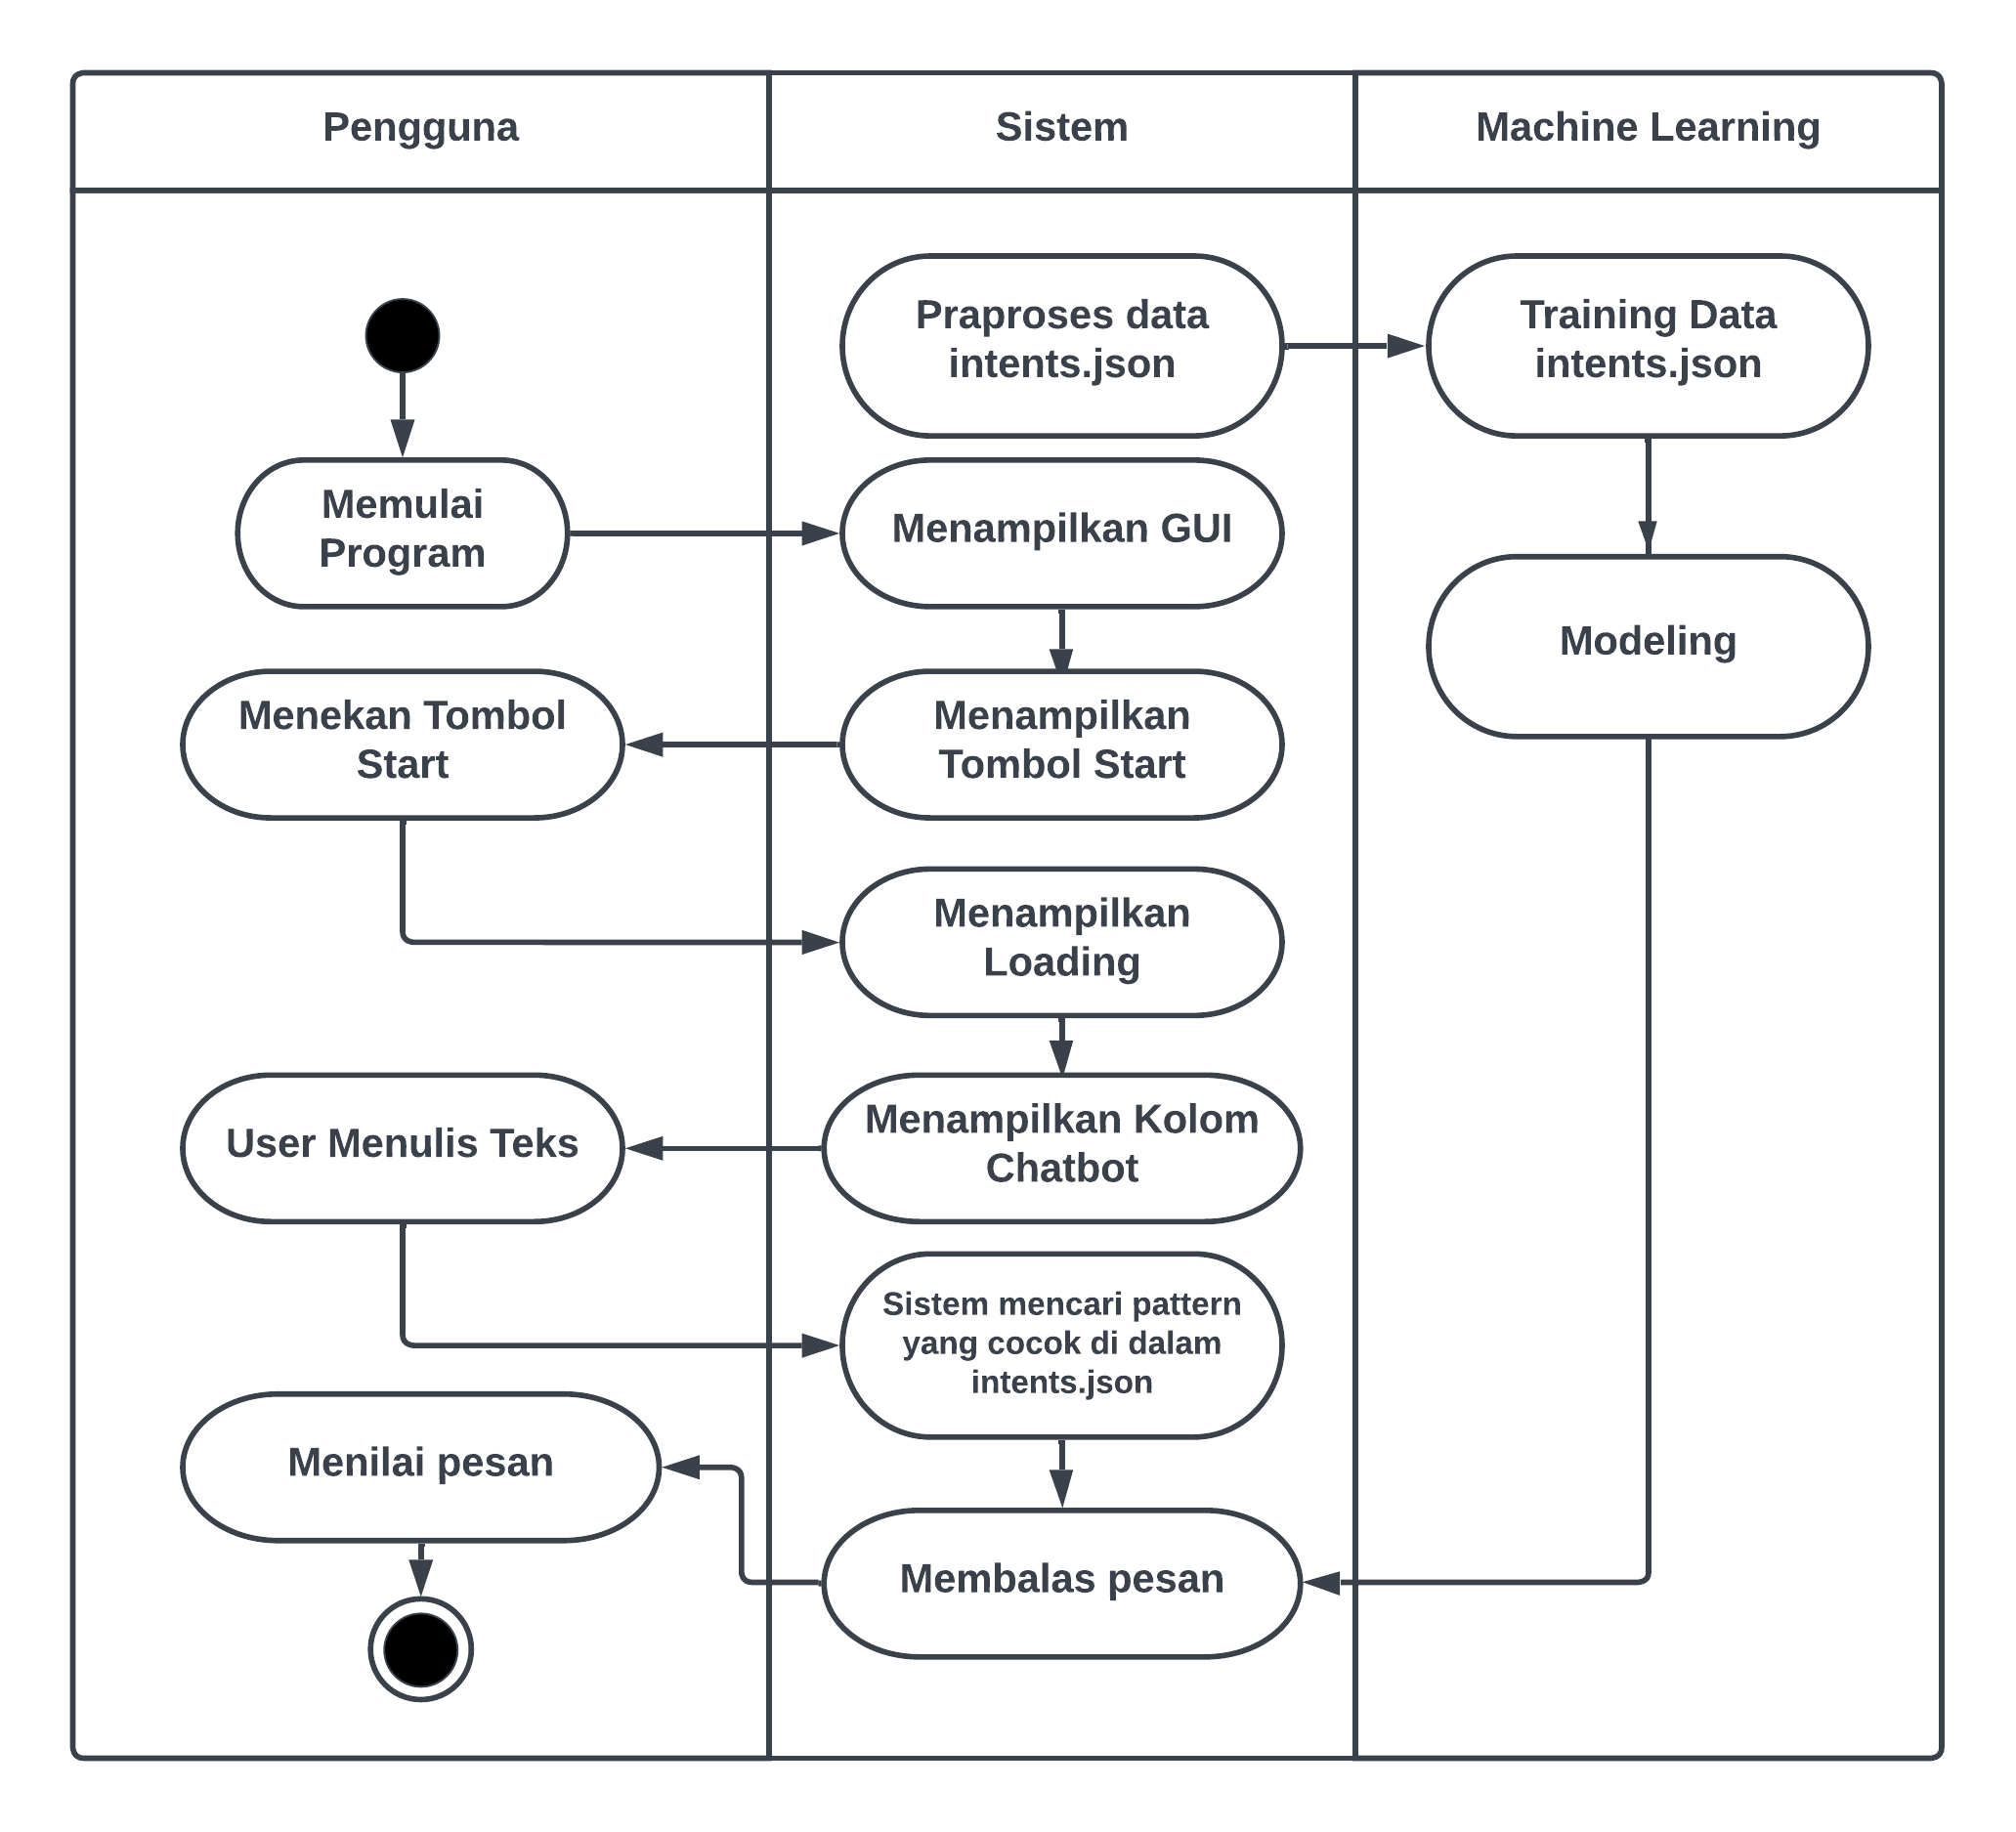 Pengguna
Sistem
Machine Learning
Praproses data
intents.json
Training Data
intents.json
Memulai
Program
Menampilkan GUI
Modeling
Menekan Tombol
Start
Menampilkan
Tombol Start
Menampilkan
Loading
User Menulis Teks
Menampilkan Kolom
Chatbot
Sistem mencari pattern
yang cocok di dalam
intents.json
Menilai pesan
Membalas pesan